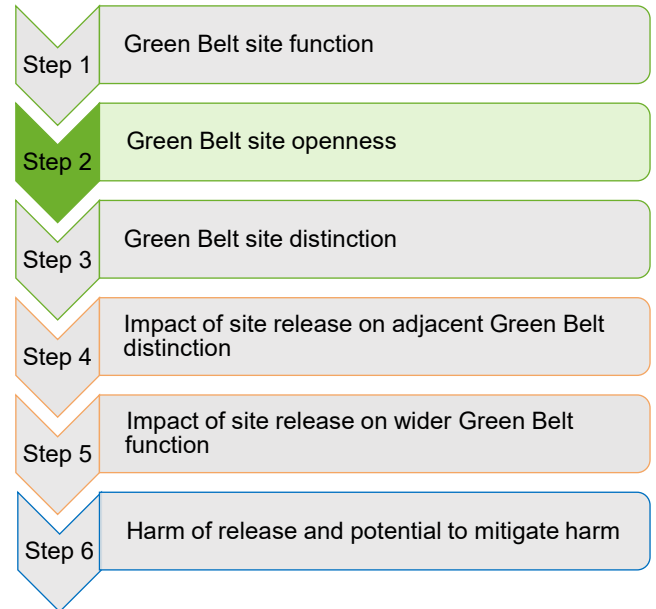 Step 1
Green Belt site function
Step 2
Green Belt site openness
Step 3
Green Belt site distinction
Step 4
Impact of site release on adjacent Green Belt
distinction
Step 5
Impact of site release on wider Green Belt
function
Step 6
Harm of release and potential to mitigate harm